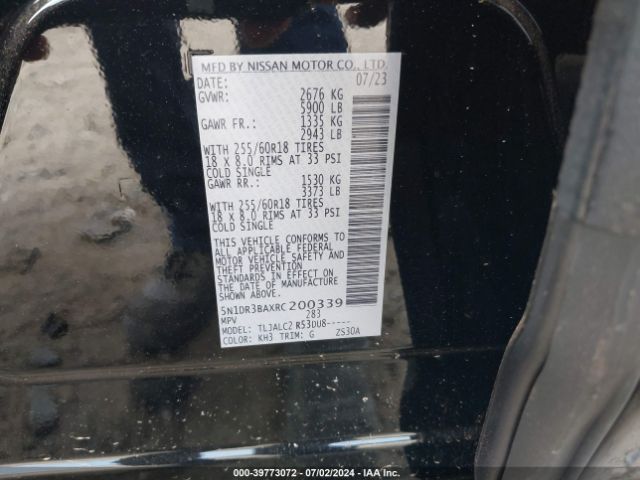 MFD BY NISSAN MOTOR CO., LTD.
DATE: 07/23
GVWR: 2676 KG
5900 LB
GAWR FR.: 1335 KG
2943 LB
WITH 255/60R18 TIRES
18 x 8.0 RIMS AT 33 PSI
COLD SINGLE
GAWR RR.: 1530 KG
3373 LB
WITH 255/60R18 TIRES
18 x 8.0 RIMS AT 33 PSI
COLD SINGLE
THIS VEHICLE CONFORMS TO
ALL APPLICABLE FEDERAL
MOTOR VEHICLE SAFETY AND
THEFT PREVENTION
STANDARDS IN EFFECT ON
THE DATE OF MANUFACTURE
SHOWN ABOVE.
5N1DR3BAXRC200339
MPV 283
MODEL: TLJALC2 R53DU8-----
COLOR: KH3 TRIM: G ZS30A
000-39773072 - 07/02/2024 - IAA Inc.